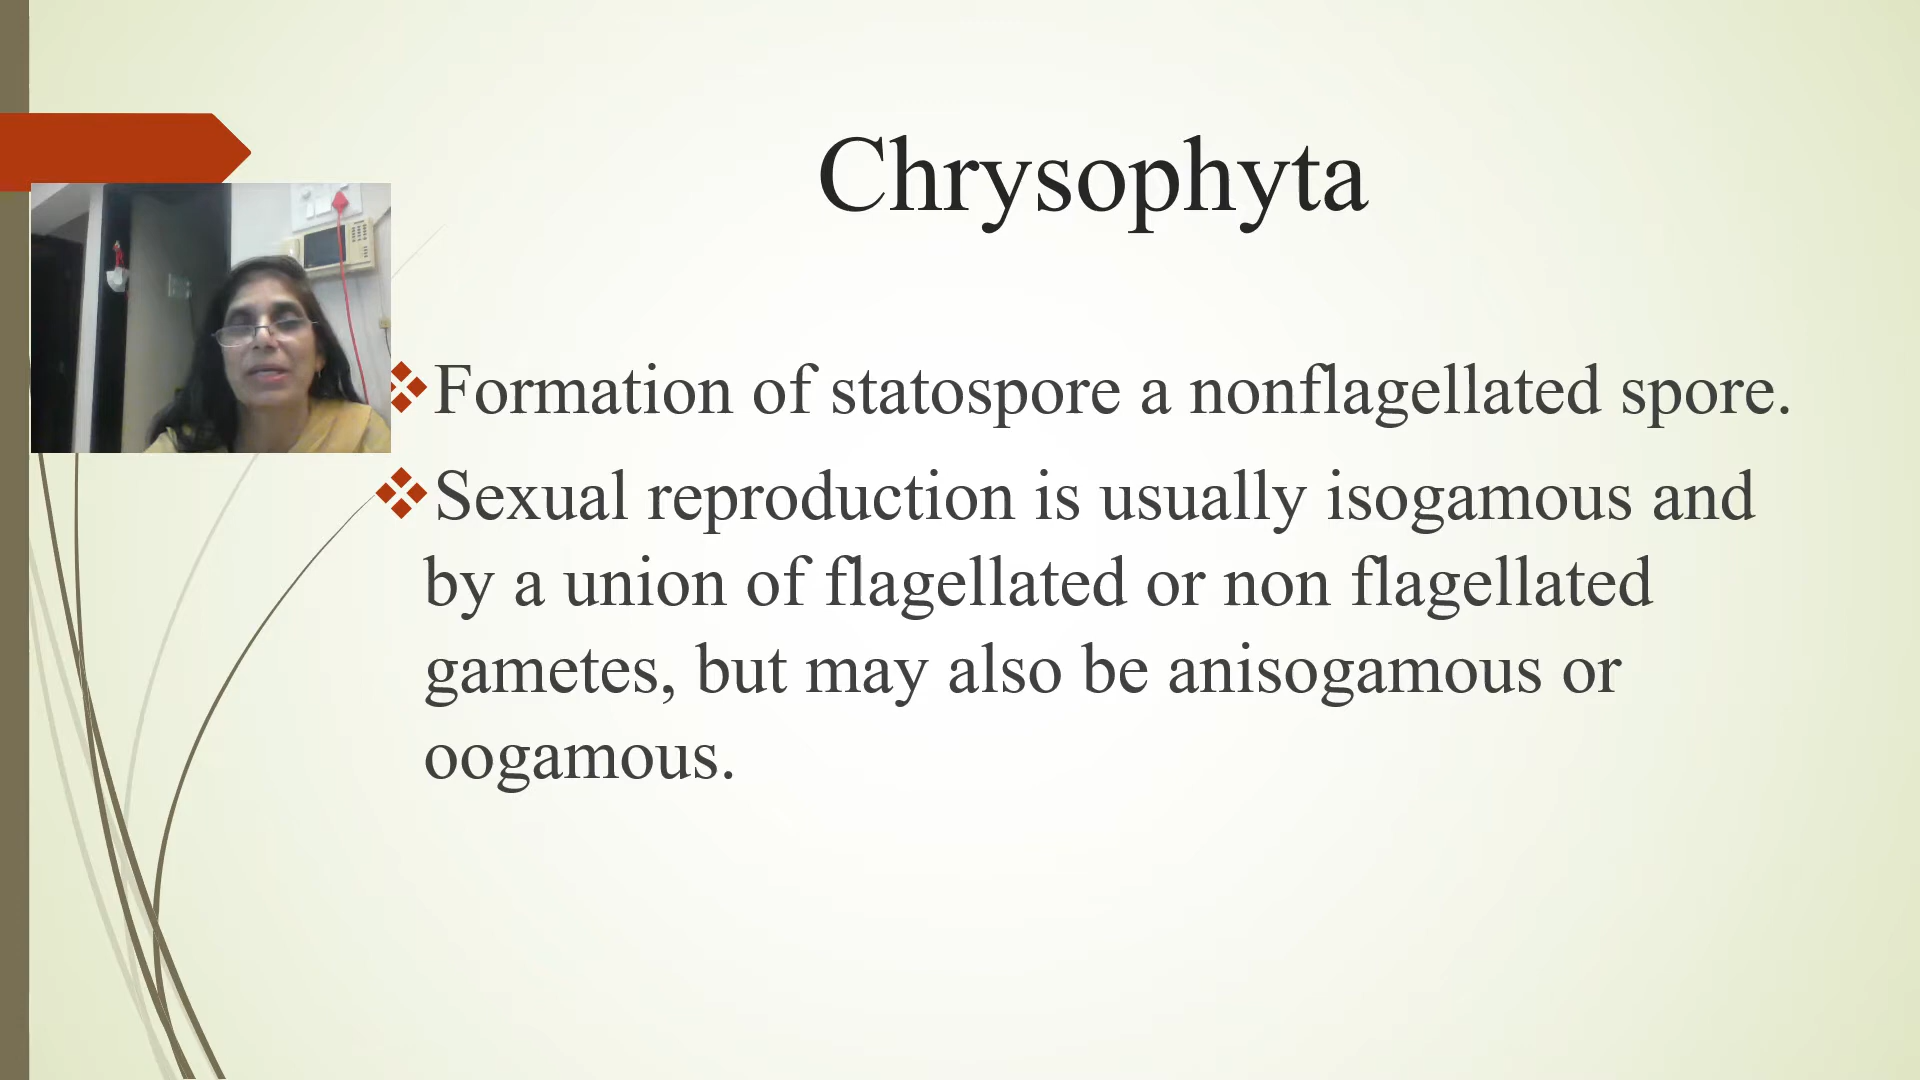 Chrysophyta
Formation of statospore a nonflagellated spore.
Sexual reproduction is usually isogamous and
by a union of flagellated or non flagellated
gametes, but may also be anisogamous or
oogamous.